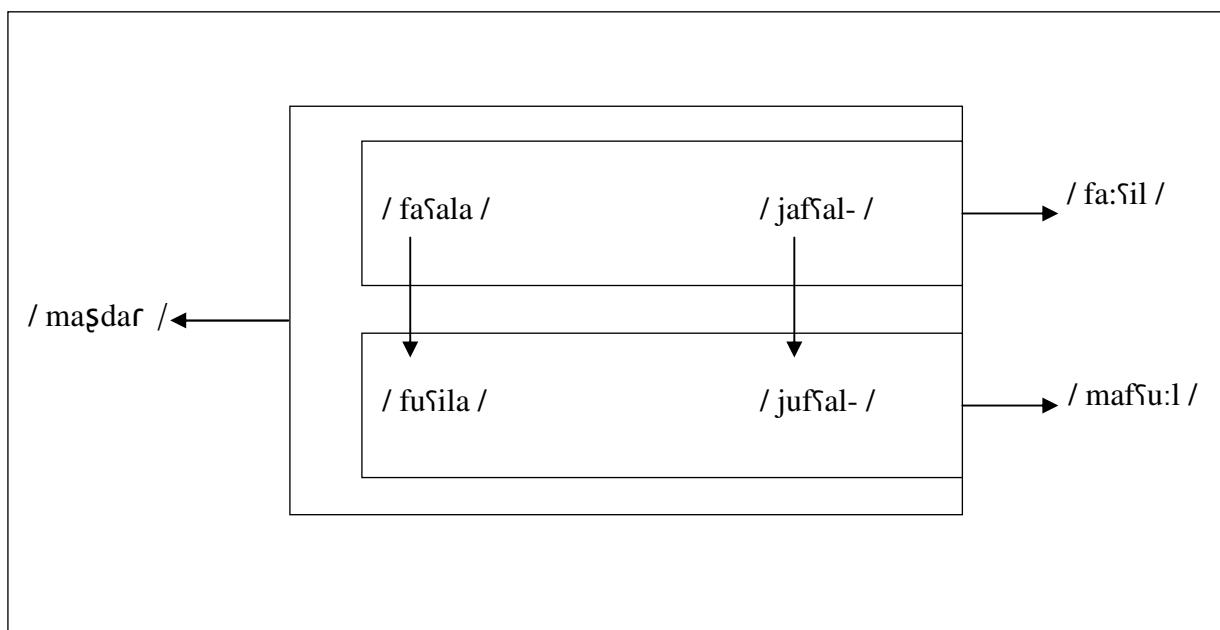 / faʕala /
/ jafʕal- /
/ fa:ʕil /
/ maʂdaɾ /
/ fuʕila /
/ jufʕal- /
/ mafʕu:l /